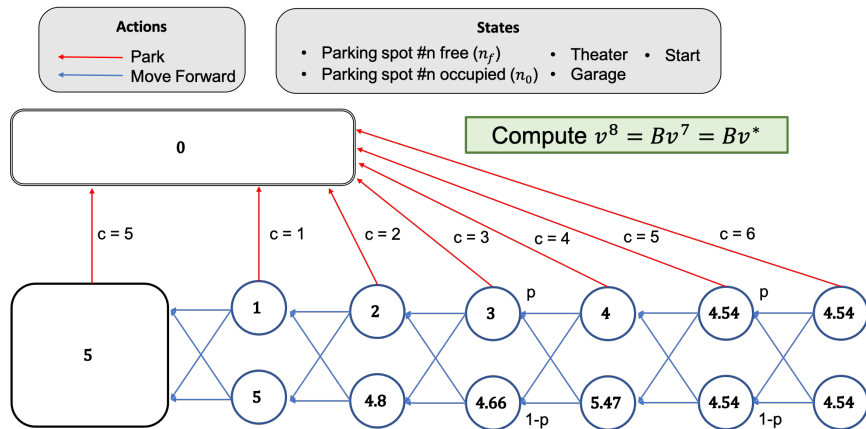 Actions
Park
Move Forward
States
• Parking spot #n free (n_f)
• Parking spot #n occupied (n_0)
• Theater
• Garage
• Start
0
Compute v^8 = Bv^7 = Bv^*
c = 5
c = 1
c = 2
c = 3
c = 4
c = 5
c = 6
p
p
5
1
2
3
4
4.54
4.54
5
4.8
4.66
5.47
4.54
4.54
1-p
1-p